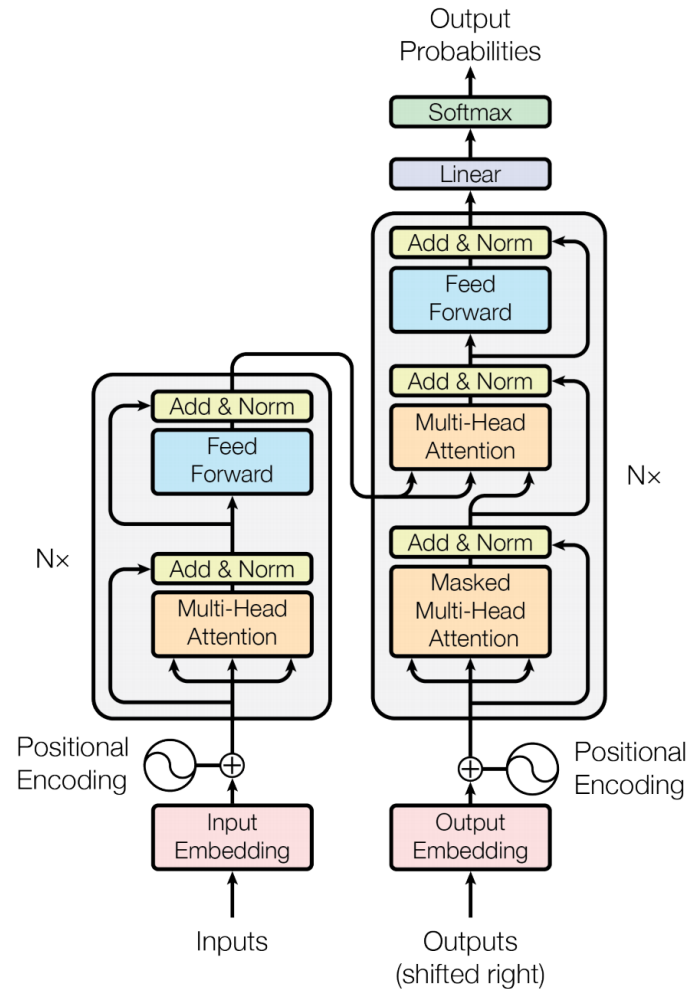 Output
Probabilities
Softmax
Linear
Add & Norm
Feed
Forward
Add & Norm
Multi-Head
Attention
Add & Norm
Masked
Multi-Head
Attention
N×
Add & Norm
Feed
Forward
Add & Norm
Multi-Head
Attention
N×
Positional
Encoding
Positional
Encoding
Input
Embedding
Output
Embedding
Inputs
Outputs
(shifted right)